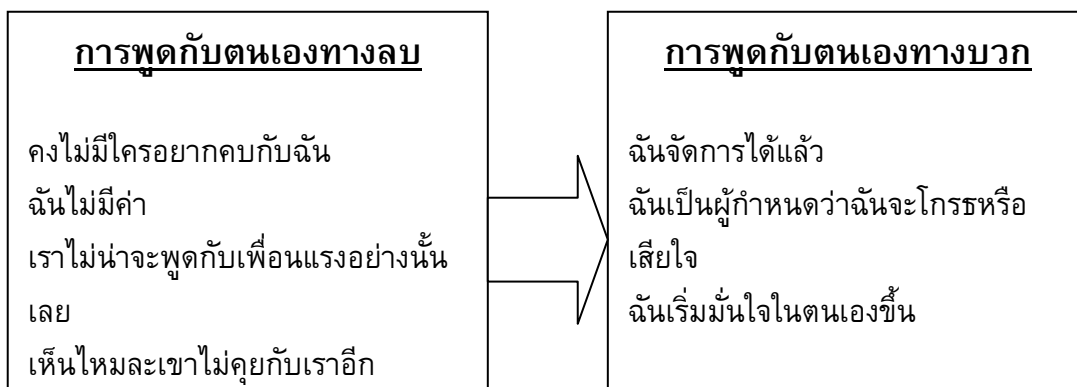 การพูดกับตนเองทางลบ
คงไม่มีใครอยากคบกับฉัน
ฉันไม่มีค่า
เราไม่น่าจะพูดกับเพื่อนแรงอย่างนั้น
เลย
เห็นไหมละเขาไม่คุยกับเราอีก
การพูดกับตนเองทางบวก
ฉันจัดการได้แล้ว
ฉันเป็นผู้กำหนดว่าฉันจะโกรธหรือ
เสียใจ
ฉันเริ่มมั่นใจในตนเองขึ้น